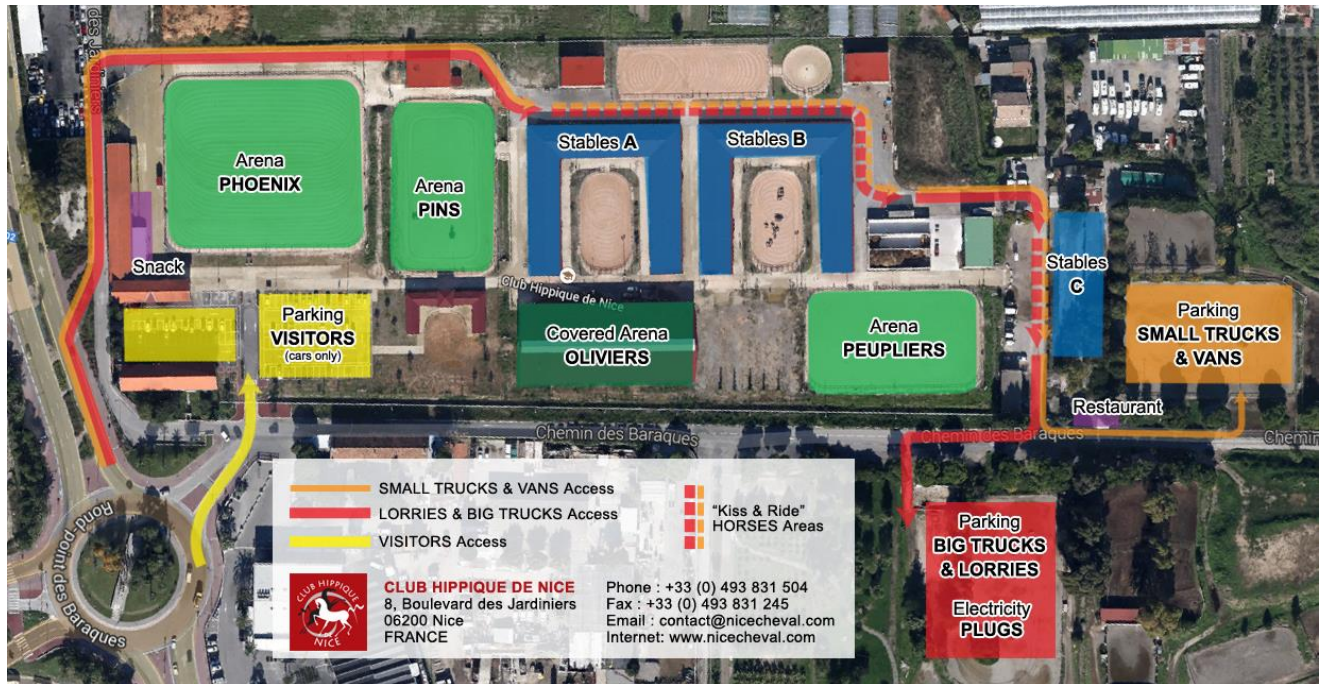 des Jardiniers
Arena
PHOENIX
Arena
PINS
Stables A
Stables B
Snack
Parking
VISITORS
(cars only)
Club Hippique de Nice
Covered Arena
OLIVIERS
Arena
PEUPLIERS
Stables
C
Parking
SMALL TRUCKS
& VANS
Restaurant
Chemin des Baraques
Chemin des Baraques
Chemin
Rond-point des Baraques
SMALL TRUCKS & VANS Access
LORRIES & BIG TRUCKS Access
VISITORS Access
"Kiss & Ride"
HORSES Areas
CLUB HIPPIQUE
NICE
CLUB HIPPIQUE DE NICE
8, Boulevard des Jardiniers
06200 Nice
FRANCE
Phone : +33 (0) 493 831 504
Fax : +33 (0) 493 831 245
Email : contact@nicecheval.com
Internet: www.nicecheval.com
Parking
BIG TRUCKS
& LORRIES
Electricity
PLUGS